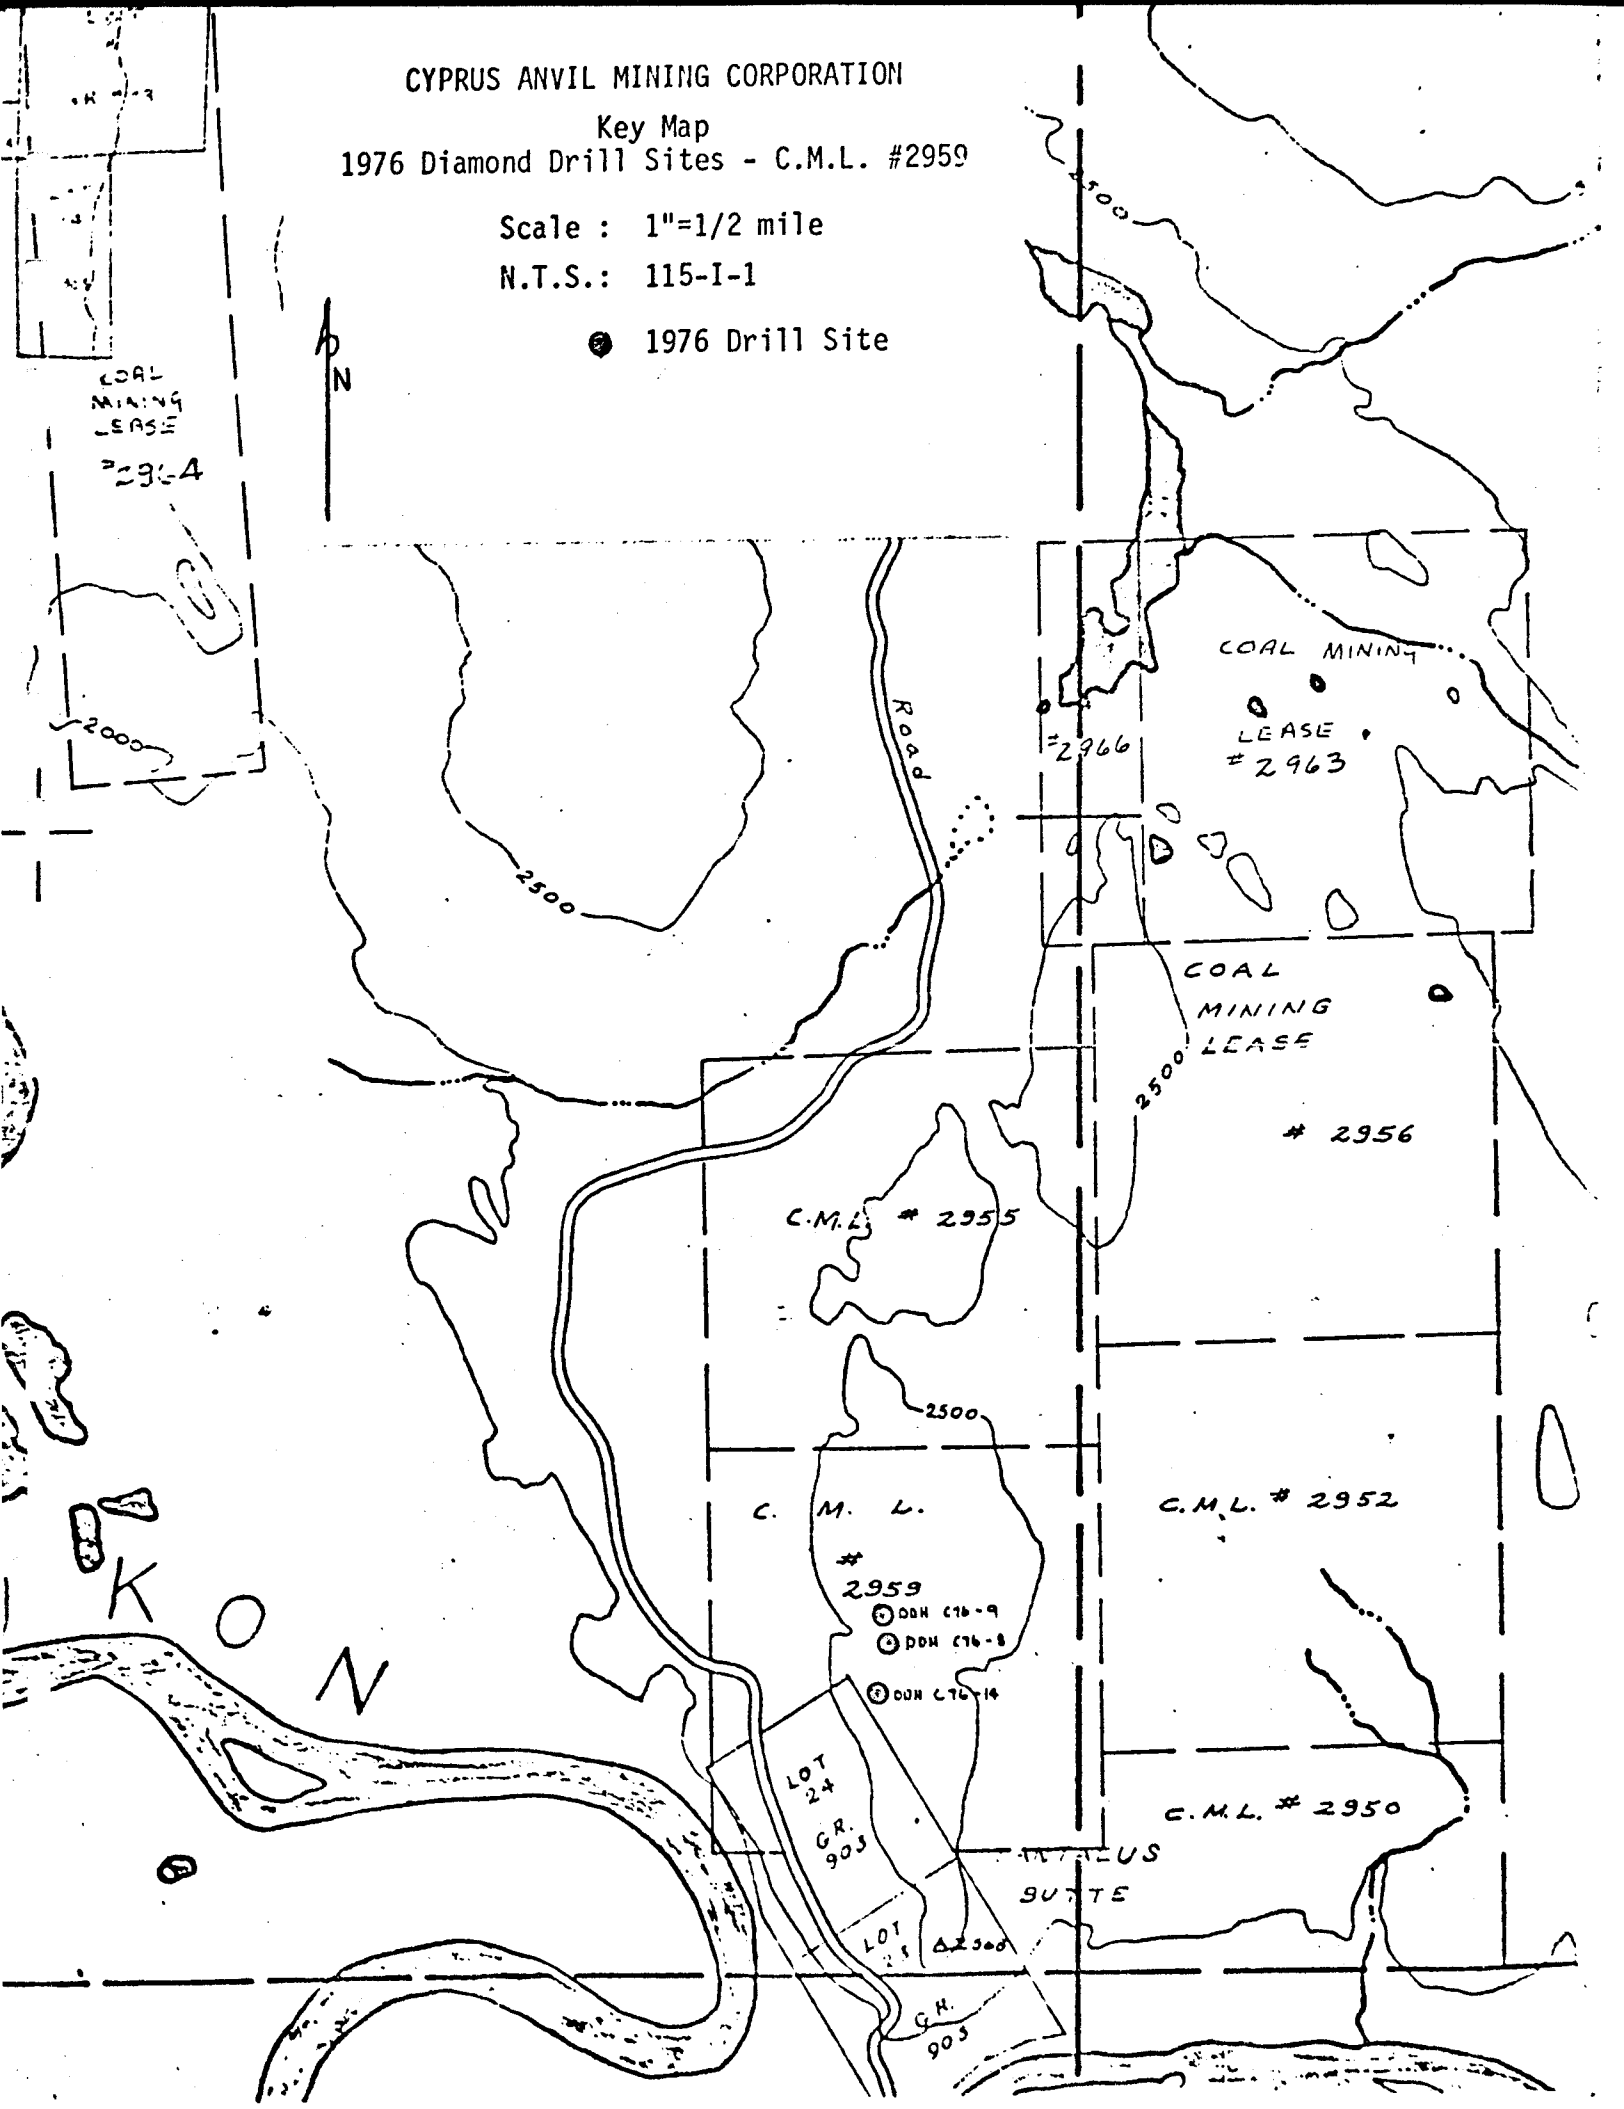 CYPRUS ANVIL MINING CORPORATION
Key Map
1976 Diamond Drill Sites - C.M.L. #2959
Scale : 1"=1/2 mile
N.T.S.: 115-I-1
1976 Drill Site
N
COAL
MINING
LEASE
2500
2000
2500
Road
COAL MINING
LEASE
# 2963
#2966
COAL
MINING
LEASE
# 2956
2500
C.M.L. # 2955
2500
C. M. L.
#
2959
DDH C76-9
DDH C76-8
DDH C76-14
C.M.L. # 2952
K O N
LOT
24
GR.
903
C.M.L. # 2950
BUTTE
LOT
GR.
903